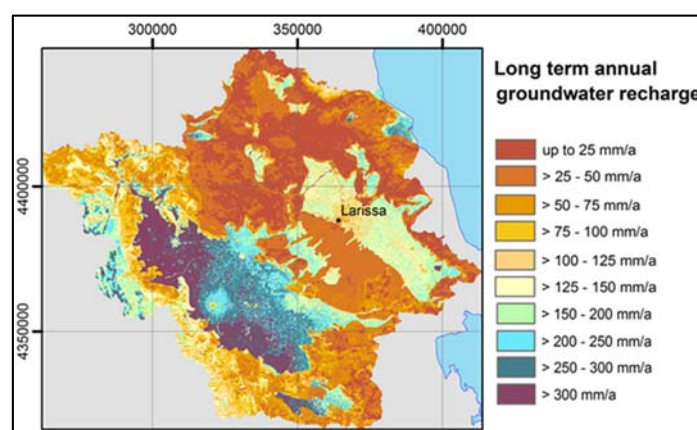 300000 350000 400000
4400000
4350000
Larissa
Long term annual
groundwater recharge
up to 25 mm/a
> 25 - 50 mm/a
> 50 - 75 mm/a
> 75 - 100 mm/a
> 100 - 125 mm/a
> 125 - 150 mm/a
> 150 - 200 mm/a
> 200 - 250 mm/a
> 250 - 300 mm/a
> 300 mm/a